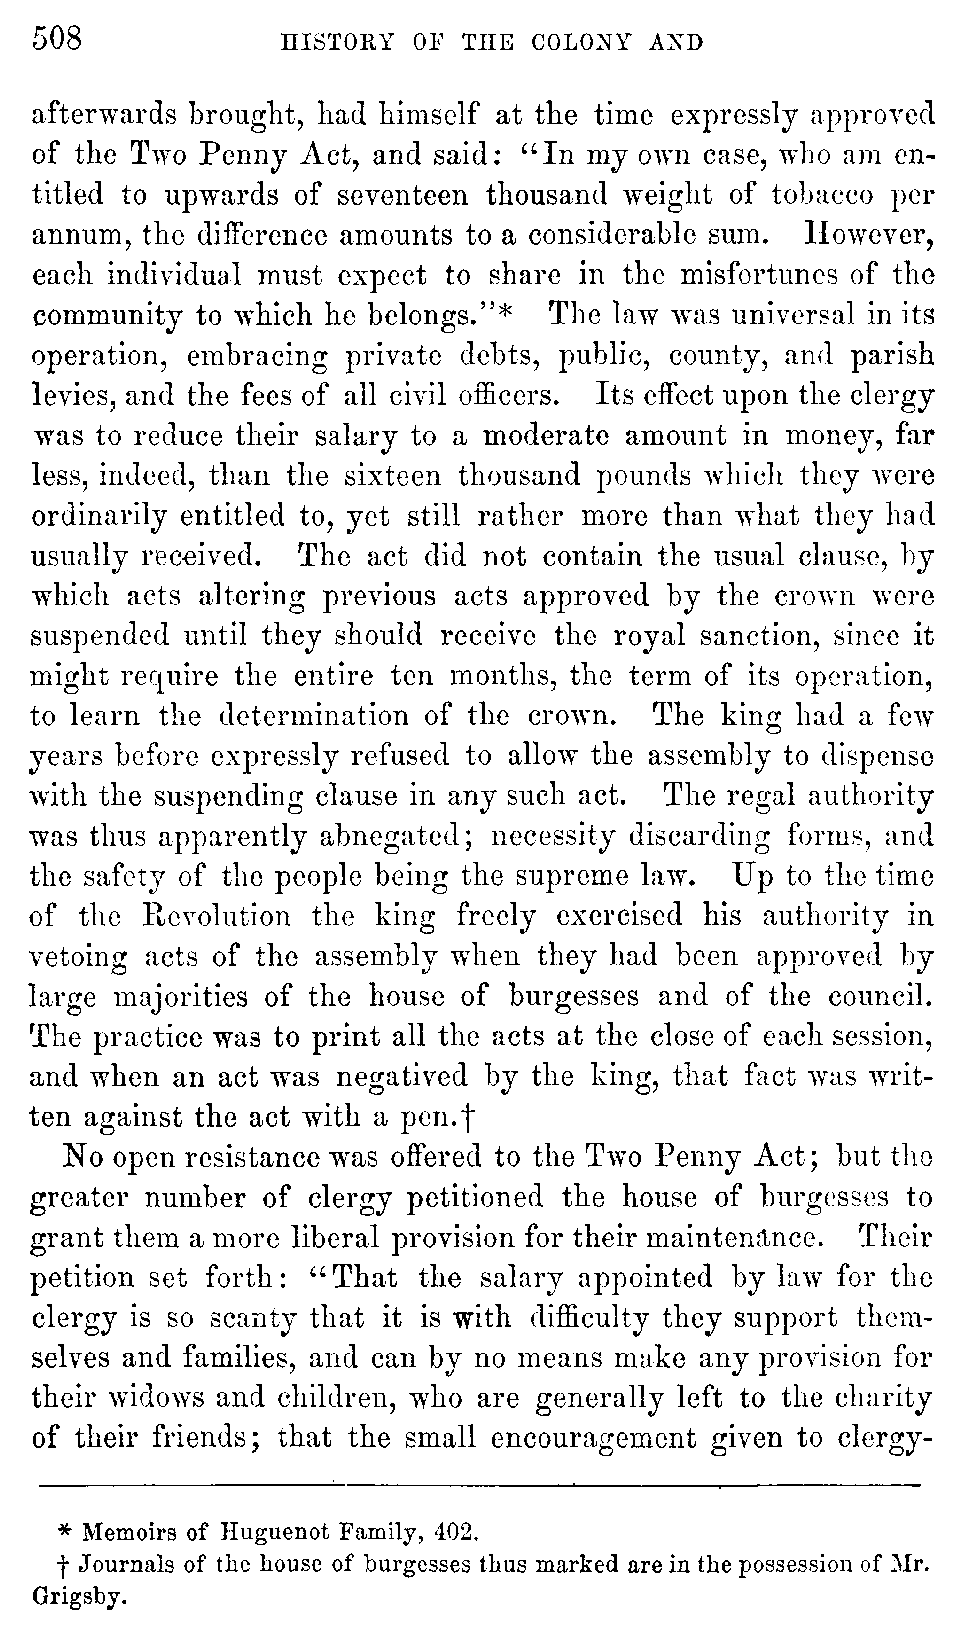 508 HISTORY OF THE COLONY AND
afterwards brought, had himself at the time expressly approved
of the Two Penny Act, and said: “In my own case, who am en-
titled to upwards of seventeen thousand weight of tobacco per
annum, the difference amounts to a considerable sum. However,
each individual must expect to share in the misfortunes of the
community to which he belongs.”* The law was universal in its
operation, embracing private debts, public, county, and parish
levies, and the fees of all civil officers. Its effect upon the clergy
was to reduce their salary to a moderate amount in money, far
less, indeed, than the sixteen thousand pounds which they were
ordinarily entitled to, yet still rather more than what they had
usually received. The act did not contain the usual clause, by
which acts altering previous acts approved by the crown were
suspended until they should receive the royal sanction, since it
might require the entire ten months, the term of its operation,
to learn the determination of the crown. The king had a few
years before expressly refused to allow the assembly to dispense
with the suspending clause in any such act. The regal authority
was thus apparently abnegated; necessity discarding forms, and
the safety of the people being the supreme law. Up to the time
of the Revolution the king freely exercised his authority in
vetoing acts of the assembly when they had been approved by
large majorities of the house of burgesses and of the council.
The practice was to print all the acts at the close of each session,
and when an act was negatived by the king, that fact was writ-
ten against the act with a pen.†
No open resistance was offered to the Two Penny Act; but the
greater number of clergy petitioned the house of burgesses to
grant them a more liberal provision for their maintenance. Their
petition set forth: “That the salary appointed by law for the
clergy is so scanty that it is with difficulty they support them-
selves and families, and can by no means make any provision for
their widows and children, who are generally left to the charity
of their friends; that the small encouragement given to clergy-
* Memoirs of Huguenot Family, 402.
† Journals of the house of burgesses thus marked are in the possession of Mr.
Grigsby.